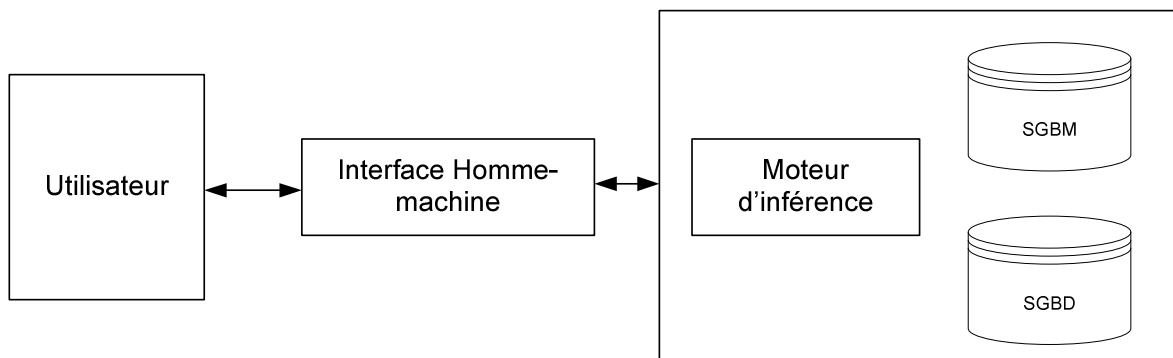 Utilisateur
Interface Homme-
machine
Moteur
d'inférence
SGBM
SGBD